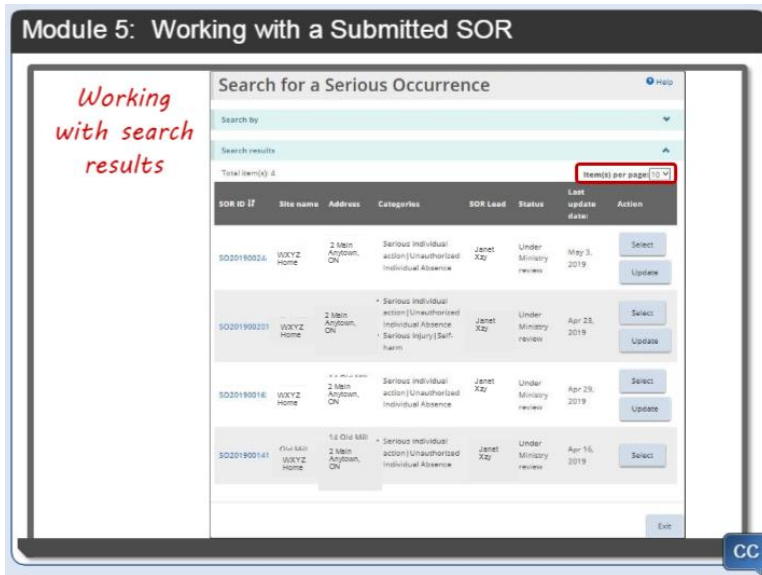 Module 5: Working with a Submitted SOR
Working
with search
results
Search for a Serious Occurrence
Help
Search by
Search results
Total item(s): 4
Item(s) per page: 10
SOR ID Site name Address Categories SOR Lead Status Last update date: Action
SO20190024 WXYZ Home 2 Main Anytown, ON Serious individual action|Unauthorized Individual Absence Janet Xzy Under Ministry review May 3, 2019 Select Update
SO201900201 WXYZ Home 2 Main Anytown, ON • Serious individual action|Unauthorized Individual Absence • Serious Injury|Self-harm Janet Xzy Under Ministry review Apr 23, 2019 Select Update
SO20190016 WXYZ Home 2 Main Anytown, ON Serious individual action|Unauthorized Individual Absence Janet Xzy Under Ministry review Apr 29, 2019 Select Update
SO201900141 Old Mill WXYZ Home 14 Old Mill 2 Main Anytown, ON • Serious individual action|Unauthorized Individual Absence Janet Xzy Under Ministry review Apr 16, 2019 Select
Exit
CC